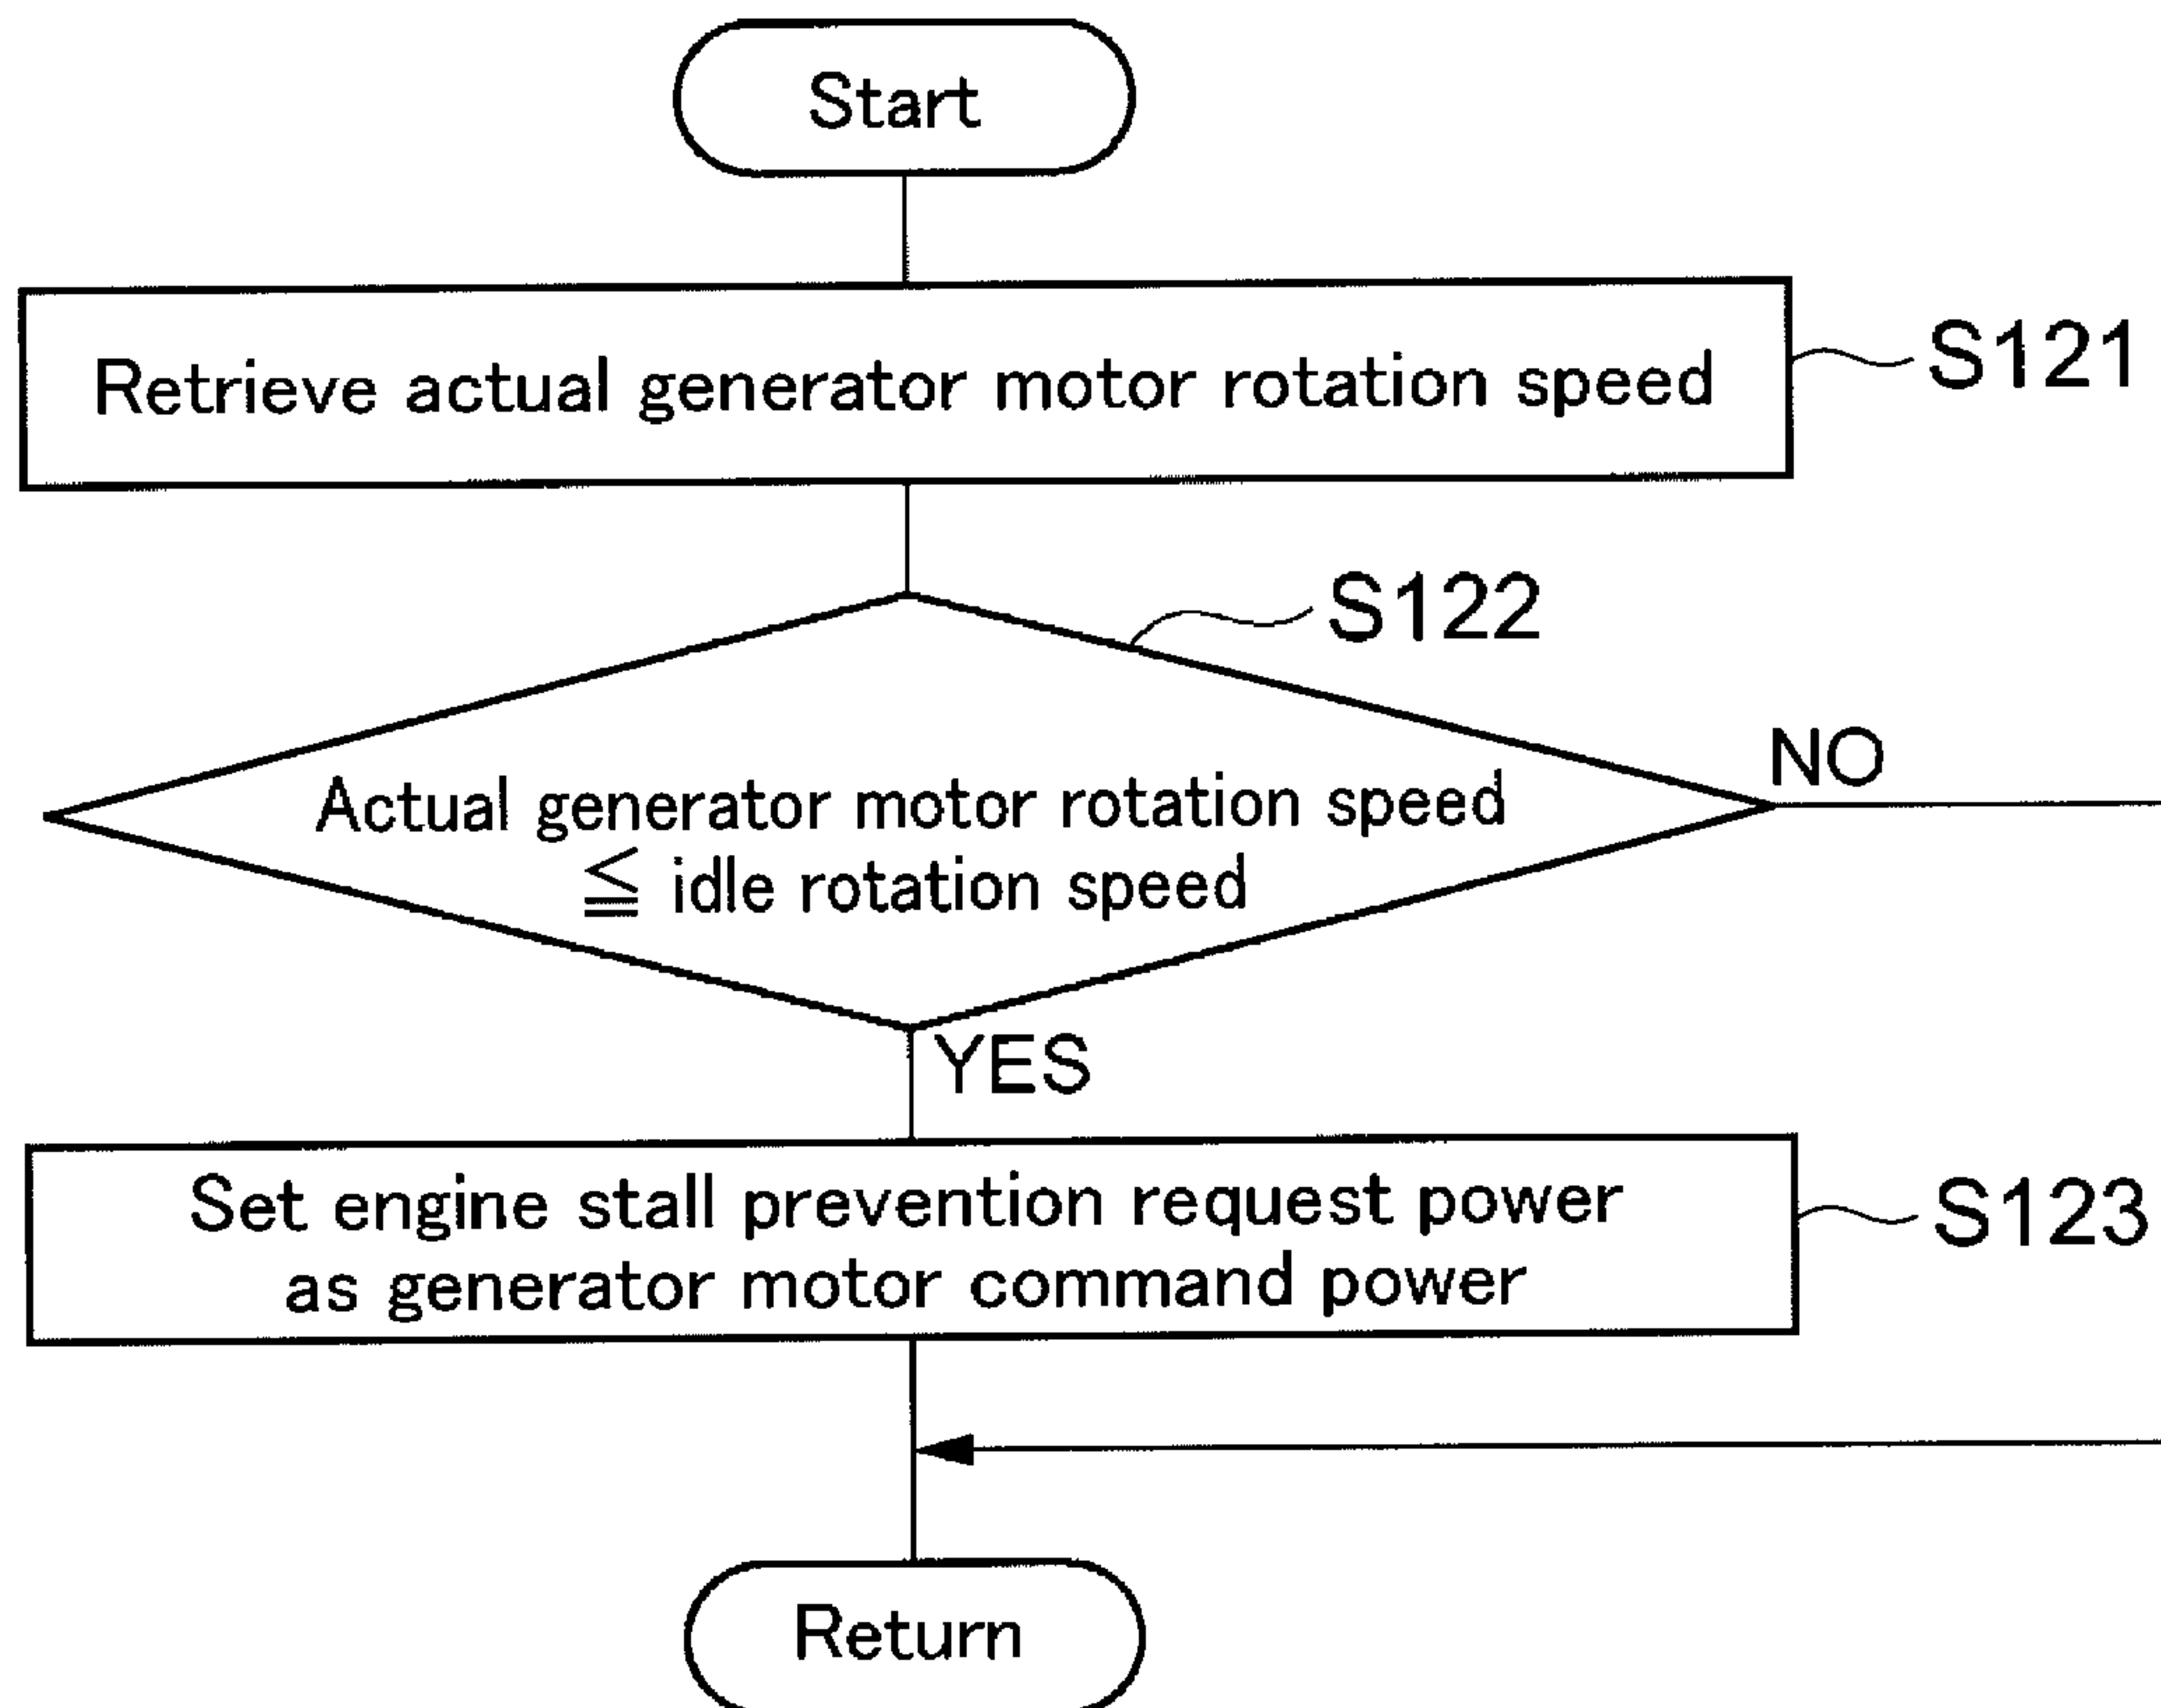 Start
Retrieve actual generator motor rotation speed
S121
S122
Actual generator motor rotation speed
≦ idle rotation speed
NO
YES
Set engine stall prevention request power
as generator motor command power
S123
Return